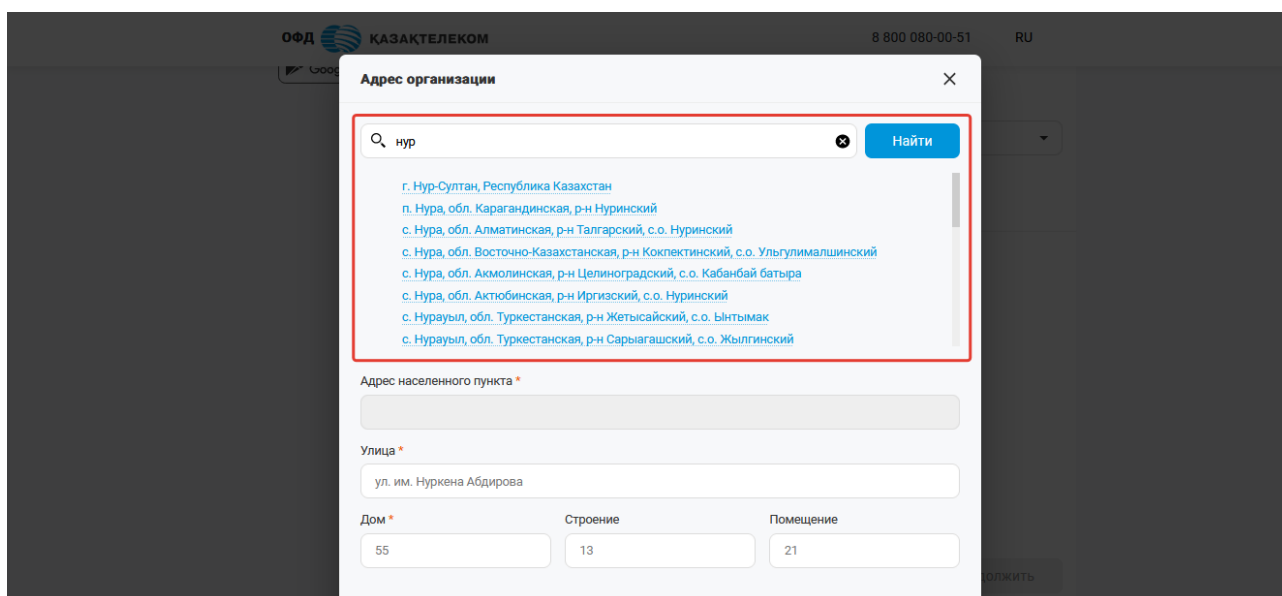 ОФД ҚАЗАҚТЕЛЕКОМ 8 800 080-00-51 RU
Goog
Адрес организации
нур Найти
г. Нур-Султан, Республика Казахстан
п. Нура, обл. Карагандинская, р-н Нуринский
с. Нура, обл. Алматинская, р-н Талгарский, с.о. Нуринский
с. Нура, обл. Восточно-Казахстанская, р-н Кокпектинский, с.о. Ульгулималшинский
с. Нура, обл. Акмолинская, р-н Целиноградский, с.о. Кабанбай батыра
с. Нура, обл. Актюбинская, р-н Иргизский, с.о. Нуринский
с. Нурауыл, обл. Туркестанская, р-н Жетысайский, с.о. Ынтымак
с. Нурауыл, обл. Туркестанская, р-н Сарыагашский, с.о. Жылгинский
Адрес населенного пункта *
Улица *
ул. им. Нуркена Абдирова
Дом * Строение Помещение
55 13 21
ДОЛЖИТЬ